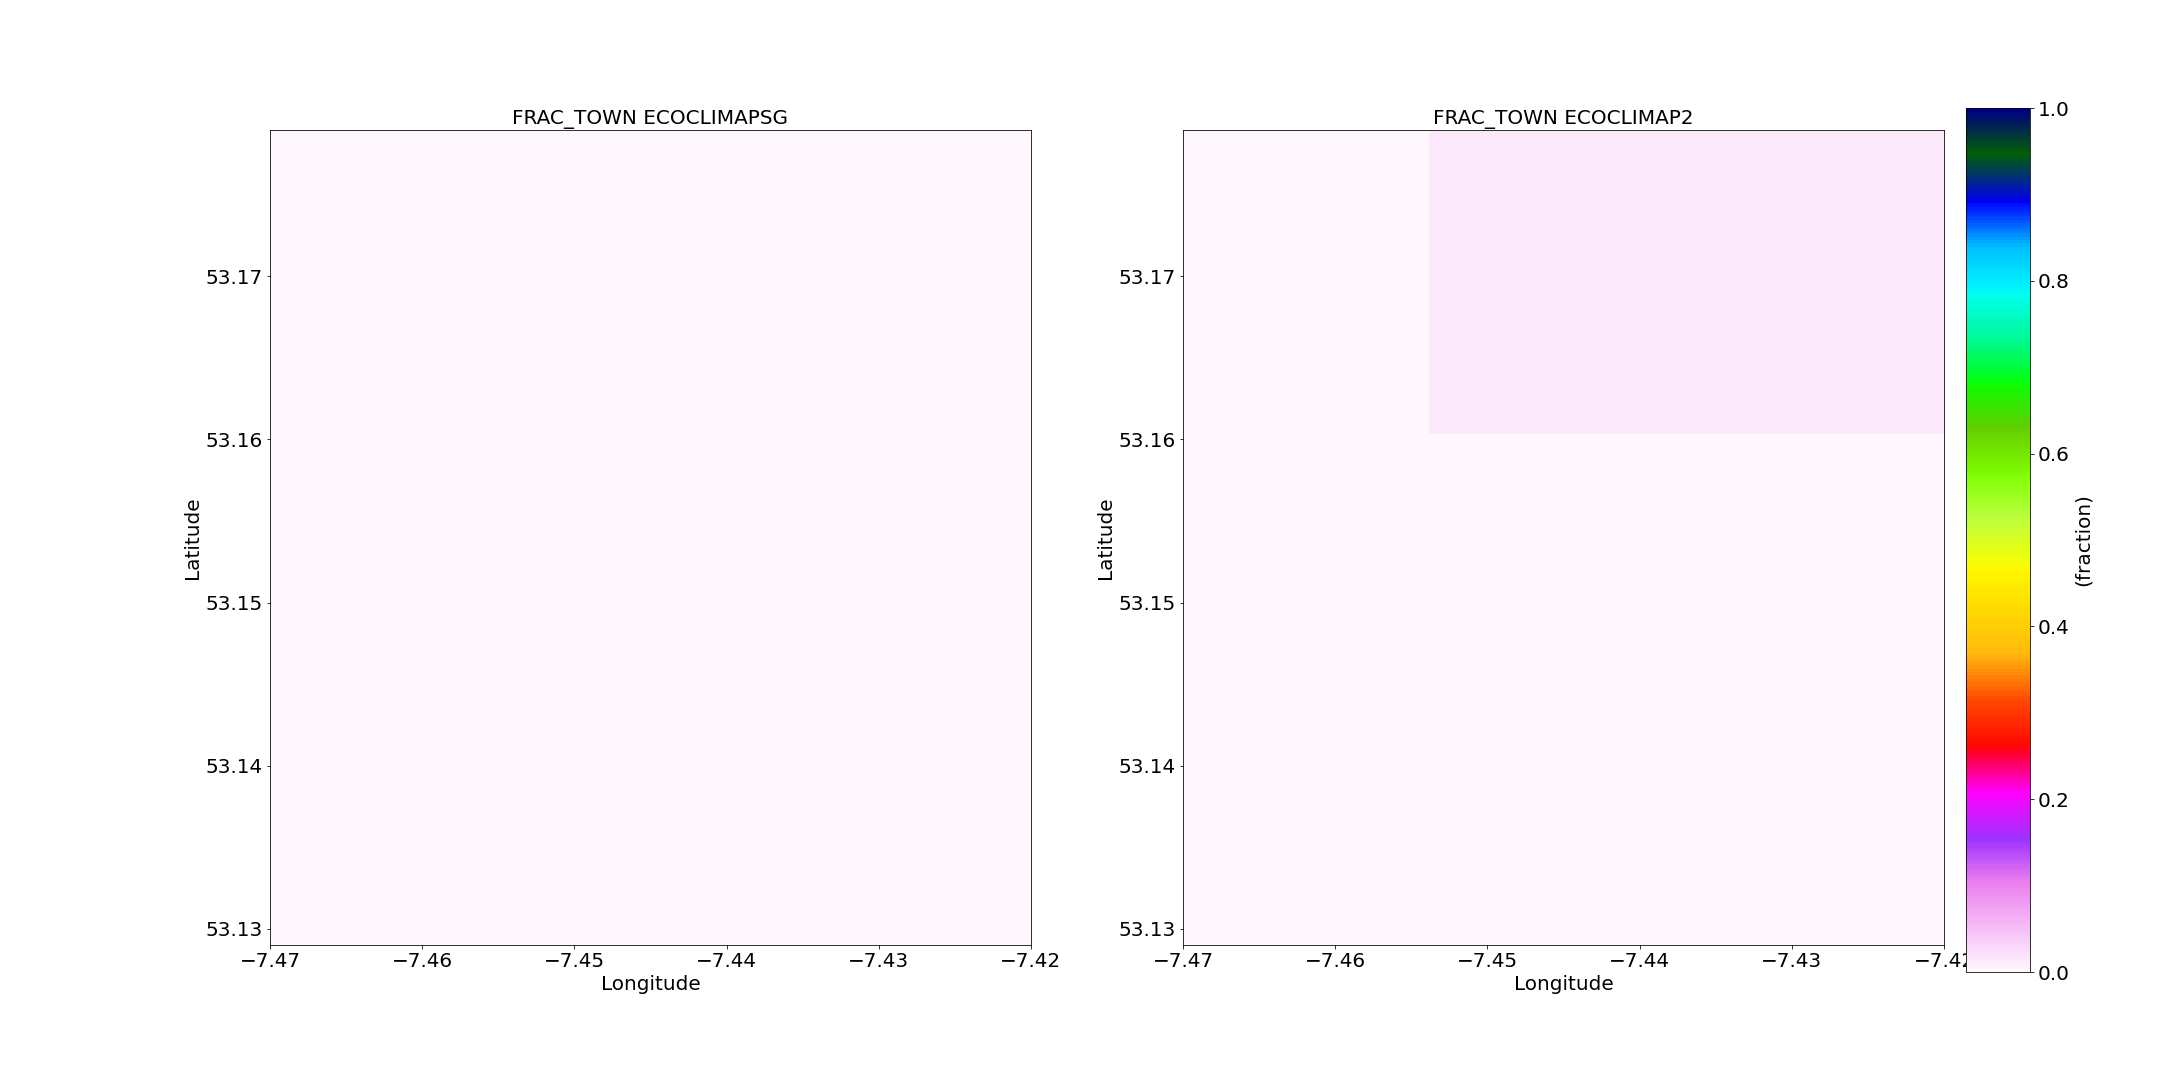 FRAC_TOWN ECOCLIMAPSG
53.17
53.16
53.15
53.14
53.13
Latitude
−7.47 −7.46 −7.45 −7.44 −7.43 −7.42
Longitude
FRAC_TOWN ECOCLIMAP2
53.17
53.16
53.15
53.14
53.13
Latitude
−7.47 −7.46 −7.45 −7.44 −7.43 −7.42
Longitude
1.0
0.8
0.6
0.4
0.2
0.0
(fraction)